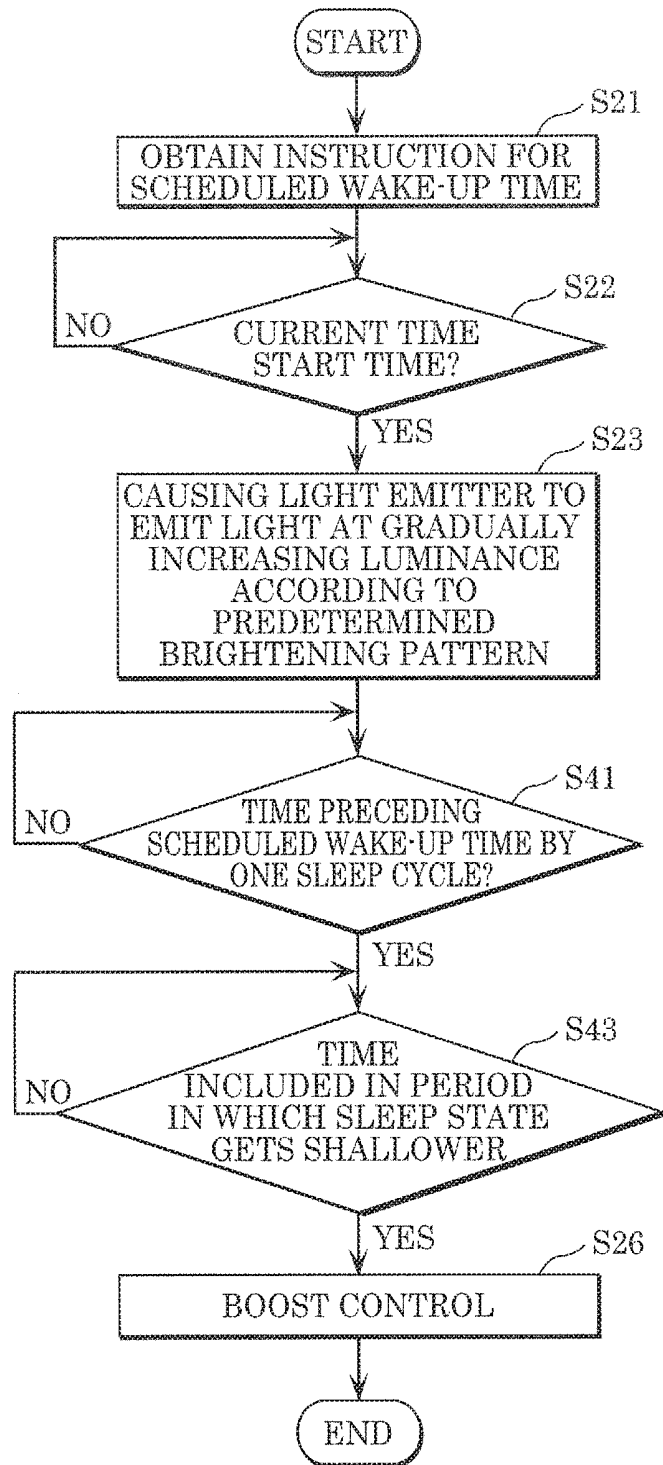 START
S21
OBTAIN INSTRUCTION FOR
SCHEDULED WAKE-UP TIME
S22
NO
CURRENT TIME
START TIME?
YES
S23
CAUSING LIGHT EMITTER TO
EMIT LIGHT AT GRADUALLY
INCREASING LUMINANCE
ACCORDING TO
PREDETERMINED
BRIGHTENING PATTERN
S41
NO
TIME PRECEDING
SCHEDULED WAKE-UP TIME BY
ONE SLEEP CYCLE?
YES
S43
NO
TIME
INCLUDED IN PERIOD
IN WHICH SLEEP STATE
GETS SHALLOWER
YES
S26
BOOST CONTROL
END